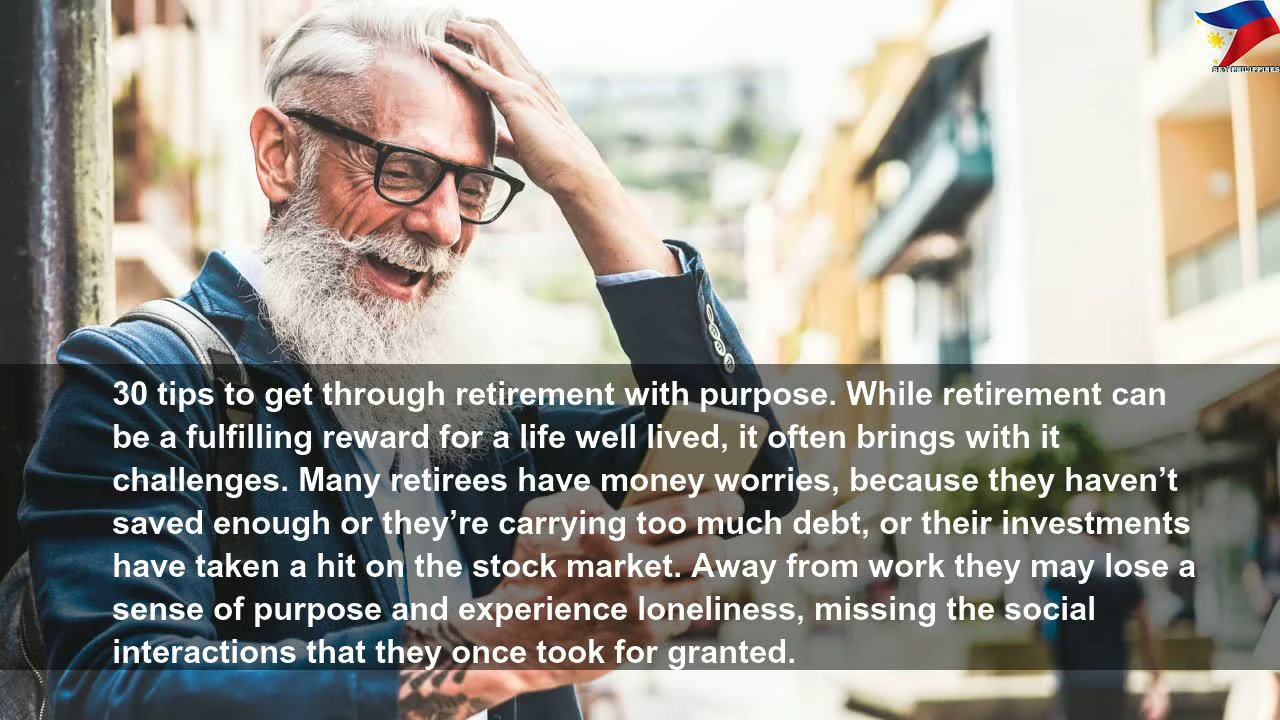 SKYPHILIPPINES
30 tips to get through retirement with purpose. While retirement can
be a fulfilling reward for a life well lived, it often brings with it
challenges. Many retirees have money worries, because they haven’t
saved enough or they’re carrying too much debt, or their investments
have taken a hit on the stock market. Away from work they may lose a
sense of purpose and experience loneliness, missing the social
interactions that they once took for granted.